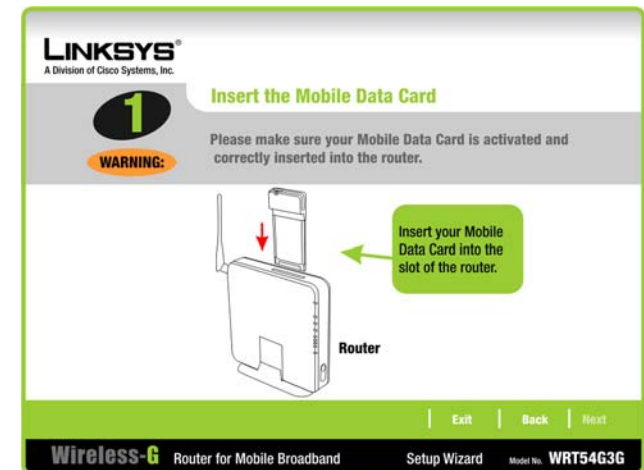 LINKSYS®
A Division of Cisco Systems, Inc.
1
WARNING:
Insert the Mobile Data Card
Please make sure your Mobile Data Card is activated and
correctly inserted into the router.
Insert your Mobile
Data Card into the
slot of the router.
Router
Exit Back Next
Wireless-G Router for Mobile Broadband Setup Wizard Model No. WRT54G3G